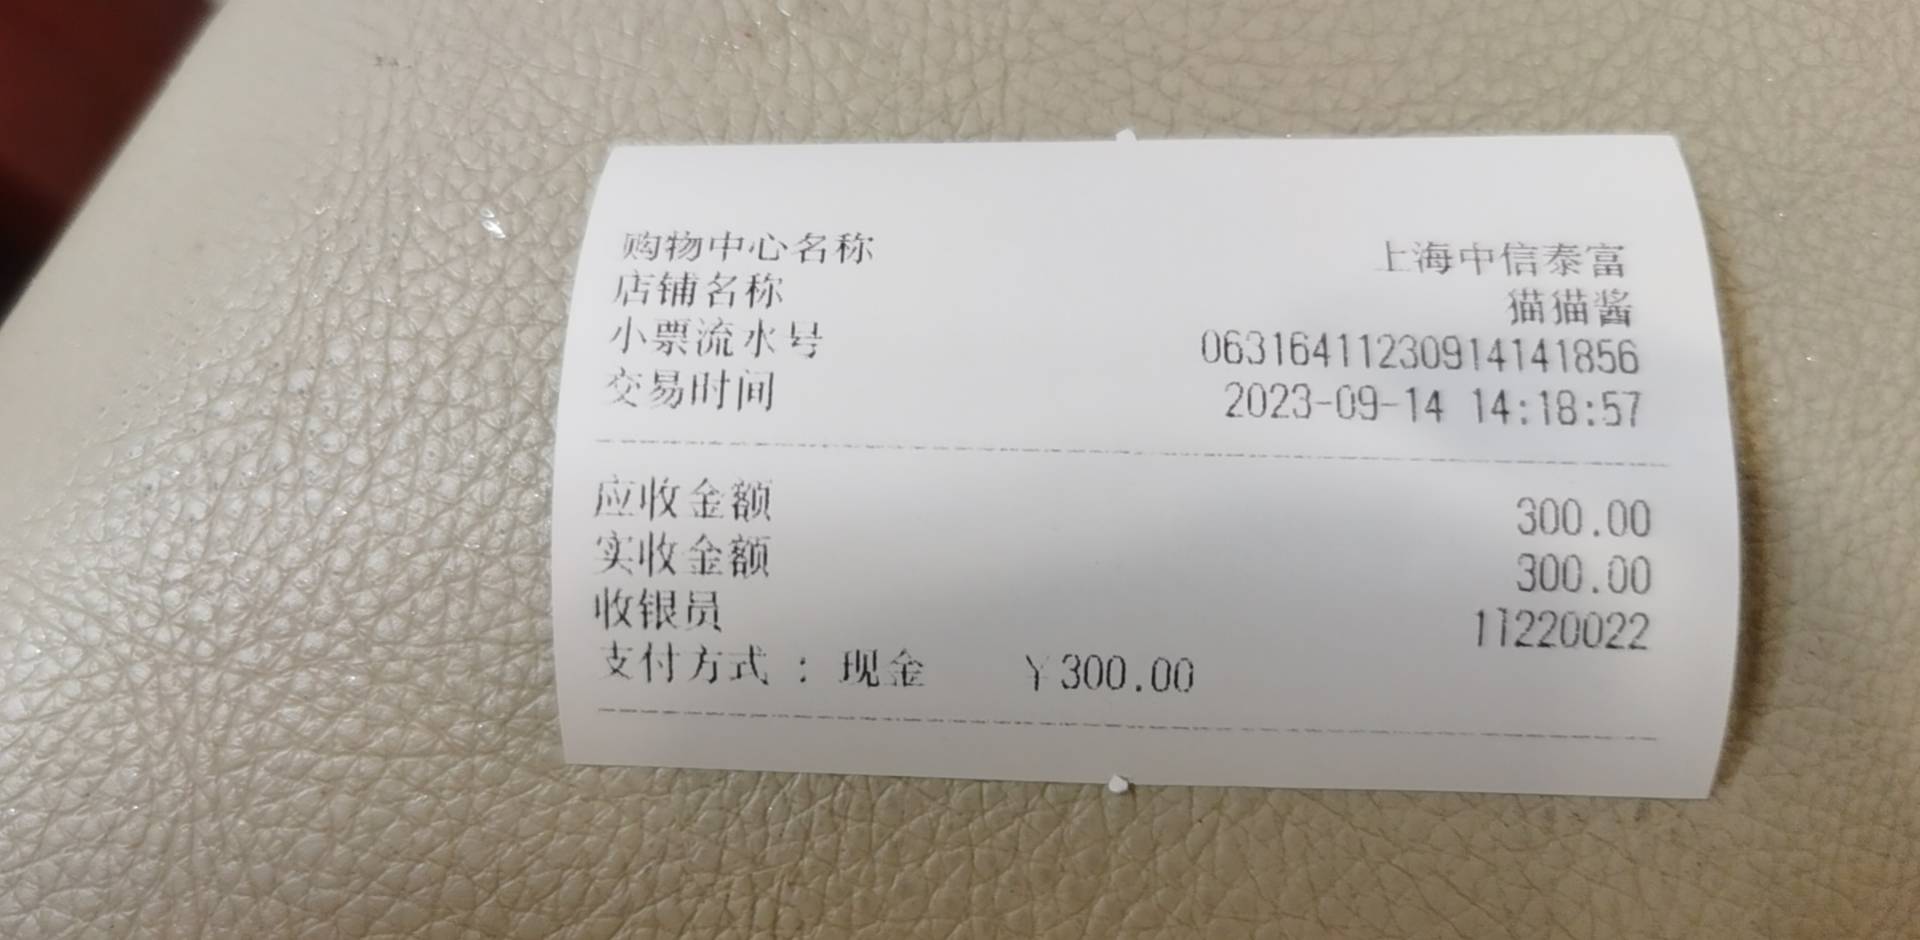 购物中心名称 上海中信泰富
店铺名称 猫猫酱
小票流水号 06316411230914141856
交易时间 2023-09-14 14:18:57
应收金额 300.00
实收金额 300.00
收银员 11220022
支付方式 : 现金 ¥300.00